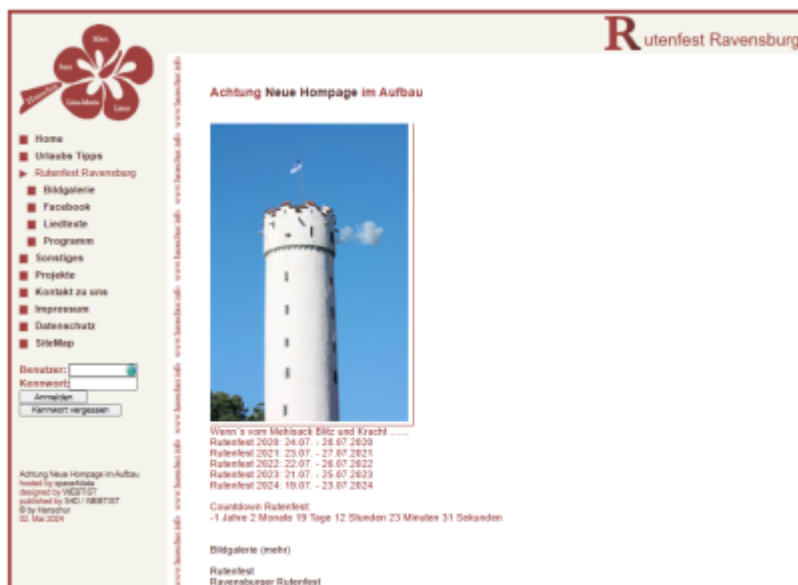 Rutenfest Ravensburg
Achtung Neue Hompage im Aufbau
Home
Urlaubs Tipps
Rutenfest Ravensburg
Bildgalerie
Facebook
Liedtexte
Programm
Sonstiges
Projekte
Kontakt zu uns
Impressum
Datenschutz
SiteMap
Benutzer:
Kennwort:
Anmelden
Kennwort vergessen
Achtung Neue Hompage im Aufbau
hosted by
designed by WEBTIST
published by / WEBTIST
© by Hanschur
02. Mai 2024
Wenn´s vom Mehlsack Blitz und Kracht .......
Rutenfest 2020: 24.07. - 28.07.2020
Rutenfest 2021: 23.07. - 27.07.2021
Rutenfest 2022: 22.07. - 26.07.2022
Rutenfest 2023: 21.07. - 25.07.2023
Rutenfest 2024: 19.07. - 23.07.2024
Countdown Rutenfest:
-1 Jahre 2 Monate 19 Tage 12 Stunden 23 Minuten 31 Sekunden
Bildgalerie (mehr)
Rutenfest
Ravensburger Rutenfest